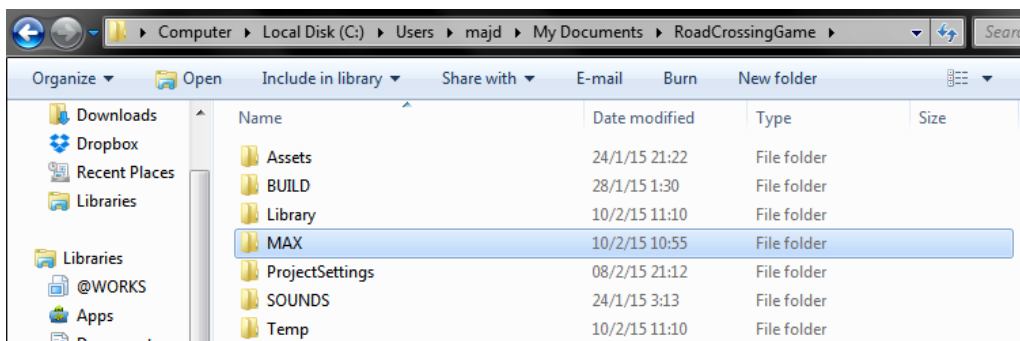 Computer Local Disk (C:) Users majd My Documents RoadCrossingGame Sear
Organize Open Include in library Share with E-mail Burn New folder
Downloads Name Date modified Type Size
Dropbox
Recent Places Assets 24/1/15 21:22 File folder
BUILD 28/1/15 1:30 File folder
Libraries Library 10/2/15 11:10 File folder
MAX 10/2/15 10:55 File folder
Libraries ProjectSettings 08/2/15 21:12 File folder
@WORKS SOUNDS 24/1/15 3:13 File folder
Apps Temp 10/2/15 11:10 File folder